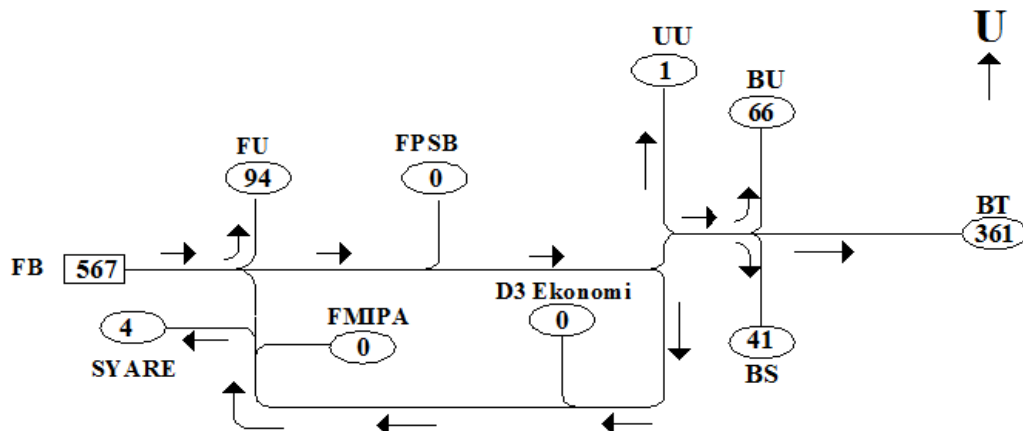 U
UU
1
BU
66
FU
94
FPSB
0
BT
361
FB
567
D3 Ekonomi
0
4
SYARE
FMIPA
0
41
BS